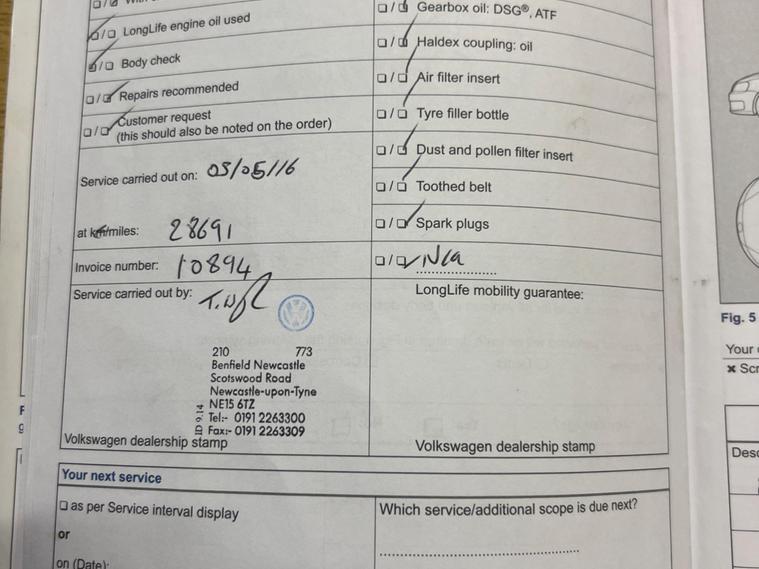 LongLife engine oil used
Body check
Repairs recommended
Customer request
(this should also be noted on the order)
Service carried out on: 03/05/16
at km/miles: 28691
Invoice number: 10894
Service carried out by:
210 773
Benfield Newcastle
Scotswood Road
Newcastle-upon-Tyne
NE15 6TZ
Tel:- 0191 2263300
Fax:- 0191 2263309
Volkswagen dealership stamp
Gearbox oil: DSG®, ATF
Haldex coupling: oil
Air filter insert
Tyre filler bottle
Dust and pollen filter insert
Toothed belt
Spark plugs
N/a
LongLife mobility guarantee:
Volkswagen dealership stamp
Your next service
as per Service interval display
or
on (Date):
Which service/additional scope is due next?
Fig. 5
Your
Desc